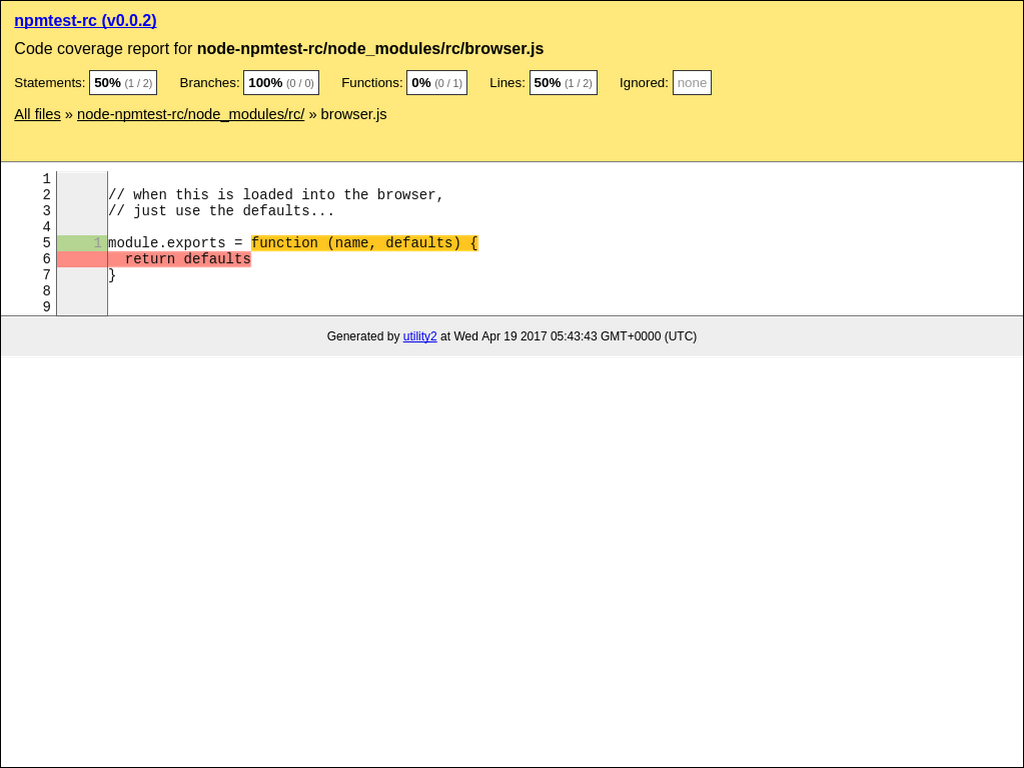 npmtest-rc (v0.0.2)
Code coverage report for node-npmtest-rc/node_modules/rc/browser.js
Statements: 50% (1 / 2) Branches: 100% (0 / 0) Functions: 0% (0 / 1) Lines: 50% (1 / 2) Ignored: none
All files » node-npmtest-rc/node_modules/rc/ » browser.js
1
2 // when this is loaded into the browser,
3 // just use the defaults...
4
5 1 module.exports = function (name, defaults) {
6 return defaults
7 }
8
9
Generated by utility2 at Wed Apr 19 2017 05:43:43 GMT+0000 (UTC)